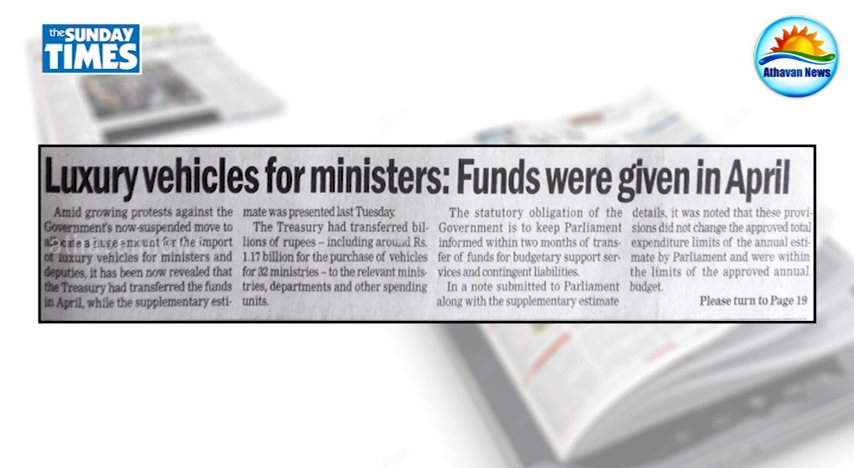 the SUNDAY
TIMES
Athavan News
Luxury vehicles for ministers: Funds were given in April
Amid growing protests against the
Government's now-suspended move to
allocate a huge amount for the import
of luxury vehicles for ministers and
deputies, it has been now revealed that
the Treasury had transferred the funds
in April, while the supplementary esti-
mate was presented last Tuesday.
The Treasury had transferred bil-
lions of rupees – including around Rs.
1.17 billion for the purchase of vehicles
for 32 ministries – to the relevant minis-
tries, departments and other spending
units.
The statutory obligation of the
Government is to keep Parliament
informed within two months of trans-
fer of funds for budgetary support ser-
vices and contingent liabilities.
In a note submitted to Parliament
along with the supplementary estimate
details, it was noted that these provi-
sions did not change the approved total
expenditure limits of the annual esti-
mate by Parliament and were within
the limits of the approved annual
budget.
Please turn to Page 19